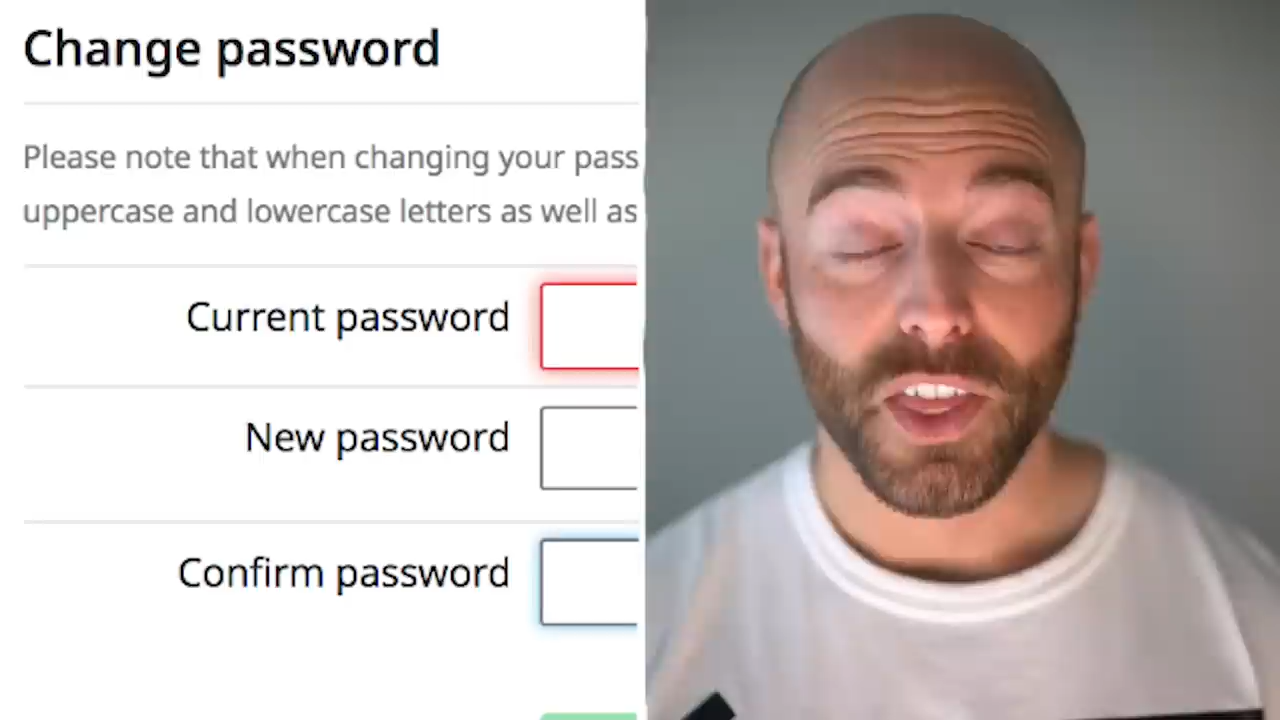 Change password
Please note that when changing your pass
uppercase and lowercase letters as well as
Current password
New password
Confirm password